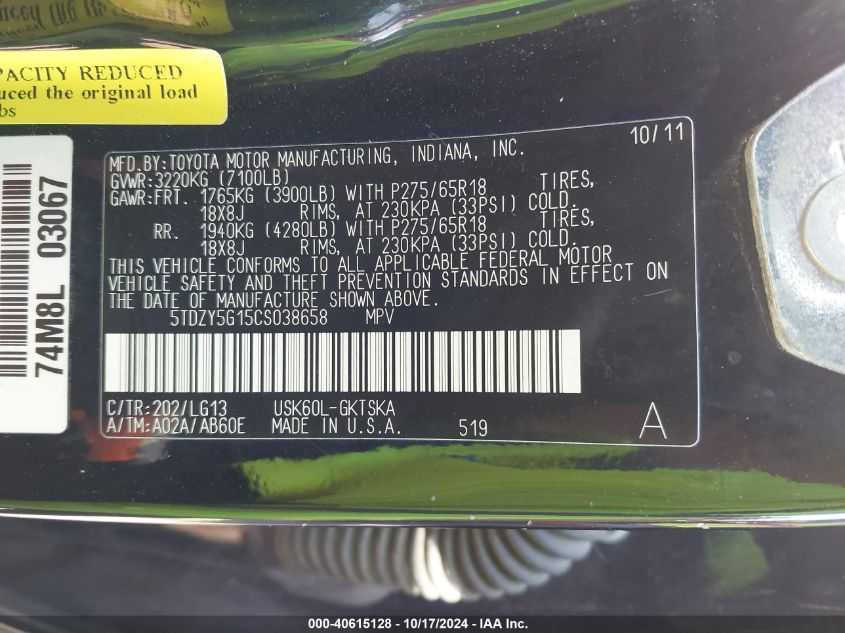 PACITY REDUCED
uced the original load
bs
74M8L 03067
10/11
MFD.BY:TOYOTA MOTOR MANUFACTURING, INDIANA, INC.
GVWR:3220KG (7100LB)
GAWR:FRT. 1765KG (3900LB) WITH P275/65R18 TIRES,
18X8J RIMS, AT 230KPA (33PSI) COLD.
RR. 1940KG (4280LB) WITH P275/65R18 TIRES,
18X8J RIMS, AT 230KPA (33PSI) COLD.
THIS VEHICLE CONFORMS TO ALL APPLICABLE FEDERAL MOTOR
VEHICLE SAFETY AND THEFT PREVENTION STANDARDS IN EFFECT ON
THE DATE OF MANUFACTURE SHOWN ABOVE.
5TDZY5G15CS038658 MPV
C/TR:202/LG13 USK60L-GKTSKA
A/TM:A02A/AB60E MADE IN U.S.A. 519 A
000-40615128 - 10/17/2024 - IAA Inc.